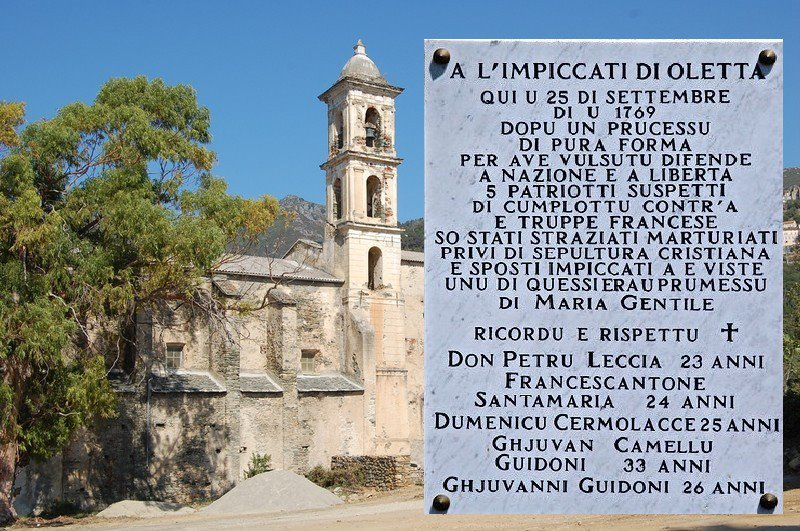 A L'IMPICCATI DI OLETTA
QUI U 25 DI SETTEMBRE
DI U 1769
DOPU UN PRUCESSU
DI PURA FORMA
PER AVE VULSUTU DIFENDE
A NAZIONE E A LIBERTA
5 PATRIOTTI SUSPETTI
DI CUMPLOTTU CONTR'A
E TRUPPE FRANCESE
SO STATI STRAZIATI MARTURIATI
PRIVI DI SEPULTURA CRISTIANA
E SPOSTI IMPICCATI A E VISTE
UNU DI QUESSI ERA U PRUMESSU
DI MARIA GENTILE
RICORDU E RISPETTU ✝
DON PETRU LECCIA 23 ANNI
FRANCESCANTONE
SANTAMARIA 24 ANNI
DUMENICU CERMOLACCE 25 ANNI
GHJUVAN CAMELLU
GUIDONI 33 ANNI
GHJUVANNI GUIDONI 26 ANNI